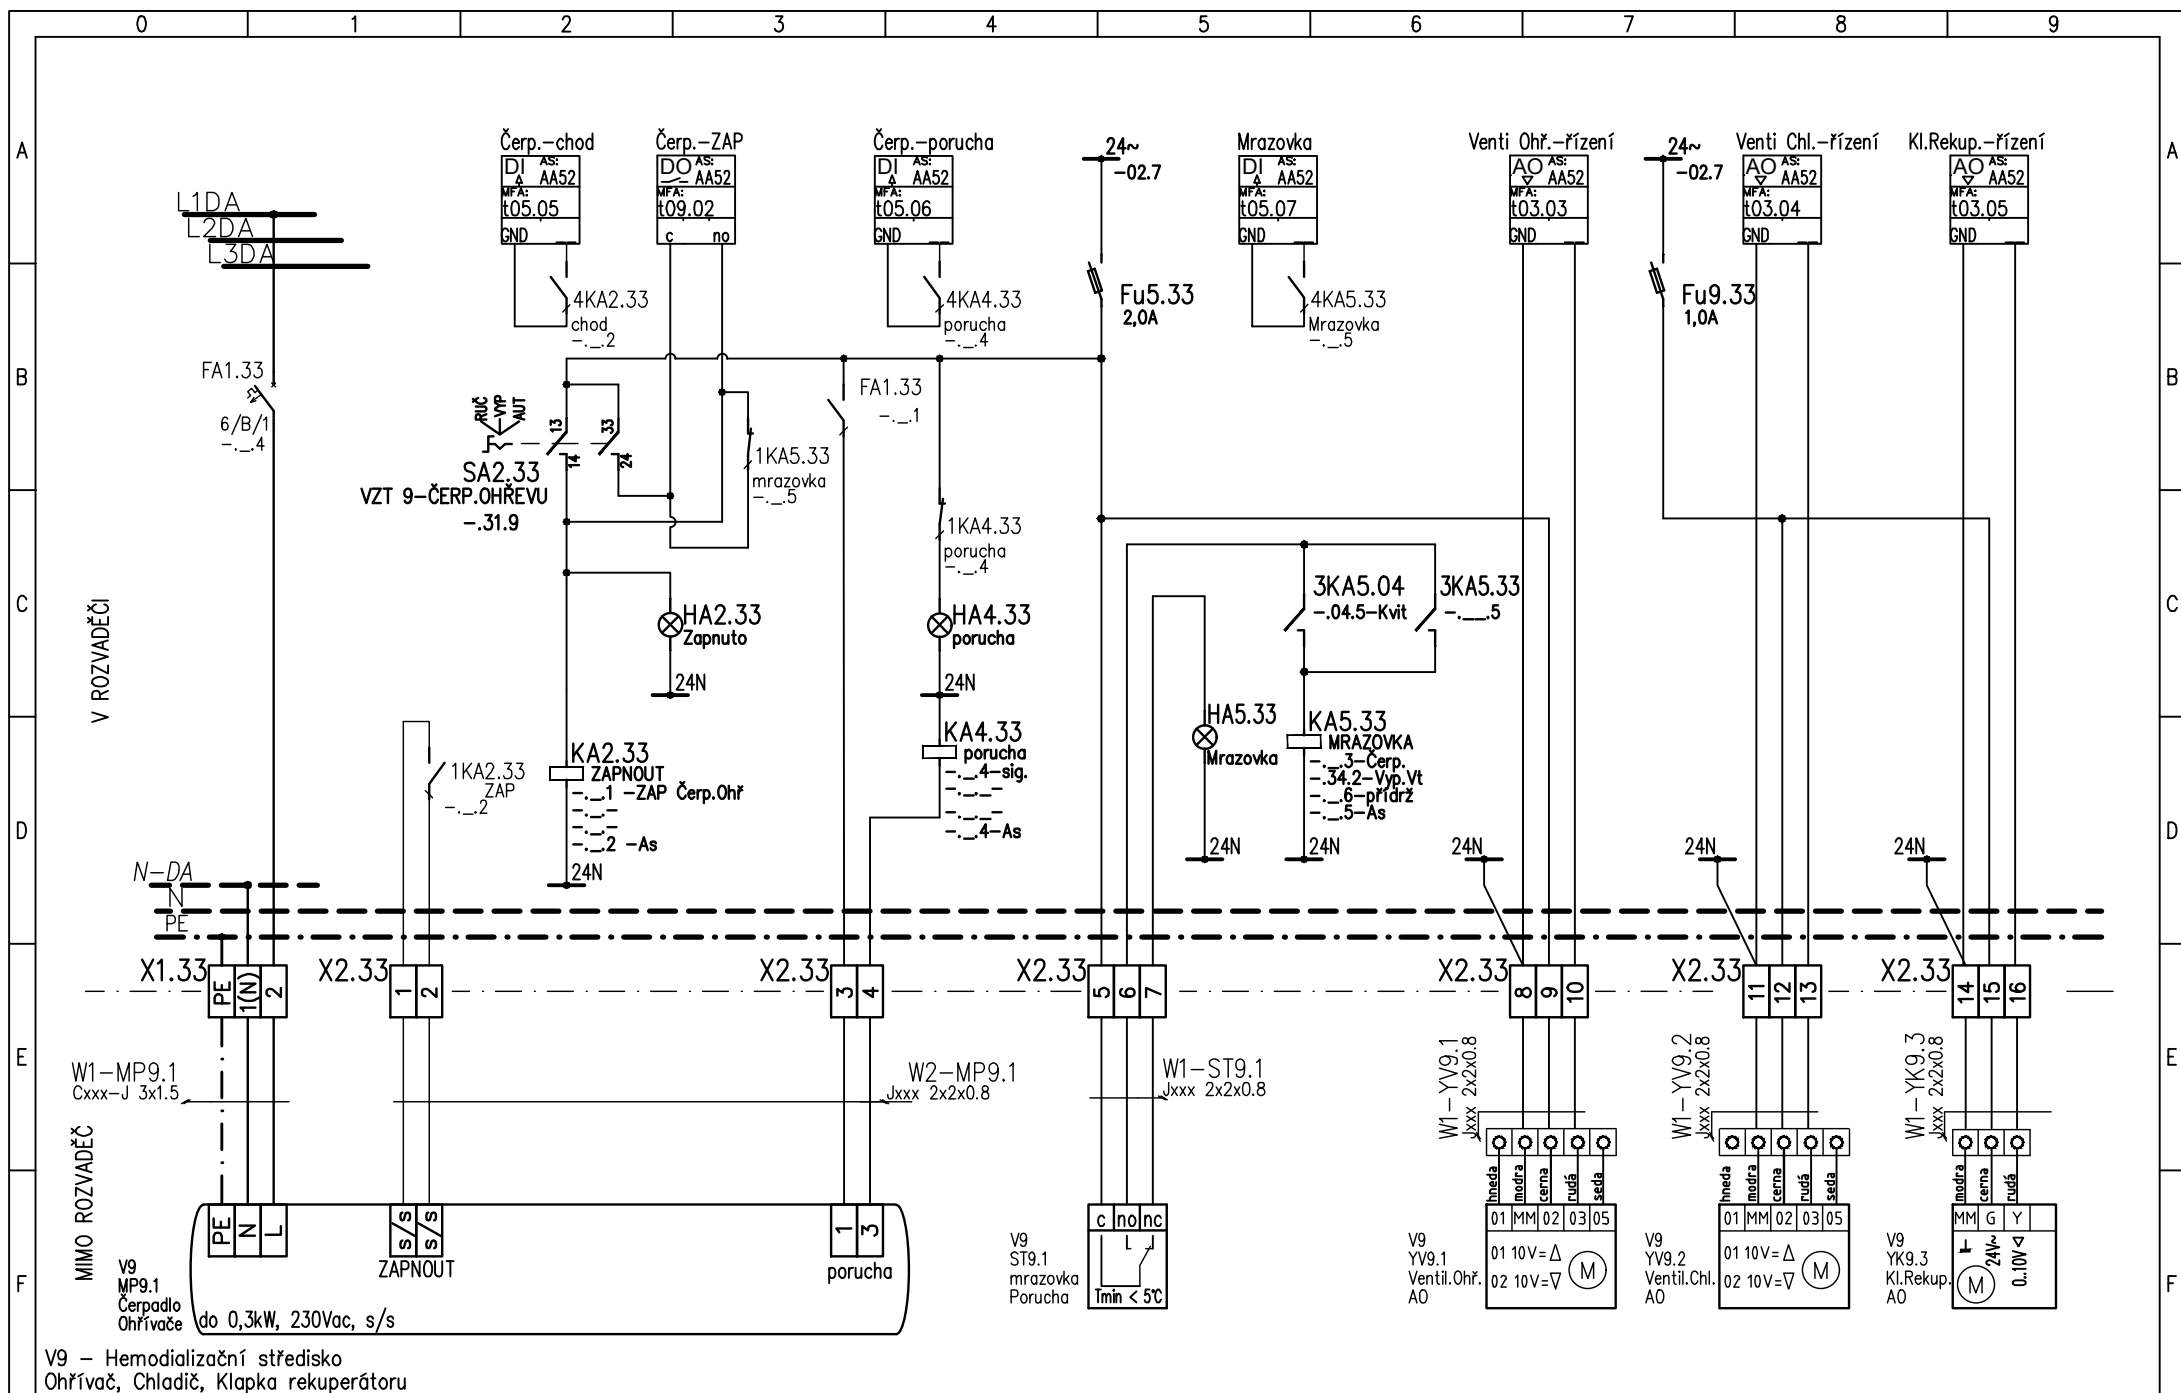 0 1 2 3 4 5 6 7 8 9
A A
B B
C C
D D
E E
F F
L1DA
L2DA
L3DA
FA1.33
6/B/1
-._.4
Čerp.-chod
DI AS:
AA52
MFA:
t05.05
GND __
4KA2.33
chod
-._.2
Čerp.-ZAP
DO AS:
AA52
MFA:
t09.02
c no
Čerp.-porucha
DI AS:
AA52
MFA:
t05.06
GND __
4KA4.33
porucha
-._.4
24~
-02.7
Fu5.33
2,0A
Mrazovka
DI AS:
AA52
MFA:
t05.07
GND __
4KA5.33
Mrazovka
-._.5
Venti Ohř.-řízení
AO AS:
AA52
MFA:
t03.03
GND __
24~
-02.7
Fu9.33
1,0A
Venti Chl.-řízení
AO AS:
AA52
MFA:
t03.04
GND __
Kl.Rekup.-řízení
AO AS:
AA52
MFA:
t03.05
GND __
RUČ
VYP
AUT
13
14
33
24
SA2.33
VZT 9-ČERP.OHŘEVU
-.31.9
1KA5.33
mrazovka
-._.5
FA1.33
-._.1
1KA4.33
porucha
-._.4
HA2.33
Zapnuto
24N
HA4.33
porucha
24N
3KA5.04
-.04.5-Kvit
3KA5.33
-.__.5
V ROZVADĚČI
1KA2.33
ZAP
-._.2
KA2.33
ZAPNOUT
-._.1 -ZAP Čerp.Ohř
-._.-
-._.-
-._.2 -As
24N
KA4.33
porucha
-._.4-sig.
-._._-
-._._-
-._.4-As
HA5.33
Mrazovka
24N
KA5.33
MRAZOVKA
-._.3-Čerp.
-.34.2-Vyp.Vt
-._.6-přídrž
-._.5-As
24N
24N
24N
24N
N-DA
N
PE
X1.33
PE
1(N)
2
X2.33
1
2
X2.33
3
4
X2.33
5
6
7
X2.33
8
9
10
X2.33
11
12
13
X2.33
14
15
16
W1-MP9.1
Cxxx-J 3x1.5
W2-MP9.1
Jxxx 2x2x0.8
W1-ST9.1
Jxxx 2x2x0.8
W1-YV9.1
Jxxx 2x2x0.8
W1-YV9.2
Jxxx 2x2x0.8
W1-YK9.3
Jxxx 2x2x0.8
MIMO ROZVADĚČ
hneda
modra
cerna
rudá
seda
hneda
modra
cerna
rudá
seda
modra
cerna
rudá
PE
N
L
s/s
s/s
ZAPNOUT
1
3
porucha
V9
MP9.1
Čerpadlo
Ohřívače
do 0,3kW, 230Vac, s/s
V9
ST9.1
mrazovka
Porucha
c no nc
Tmin < 5°C
V9
YV9.1
Ventil.Ohř.
AO
01 MM 02 03 05
01 10V=△
02 10V=▽
M
V9
YV9.2
Ventil.Chl.
AO
01 MM 02 03 05
01 10V=△
02 10V=▽
M
V9
YK9.3
Kl.Rekup.
AO
MM G Y
24V~
0..10V
M
V9 - Hemodializační středisko
Ohřívač, Chladič, Klapka rekuperátoru